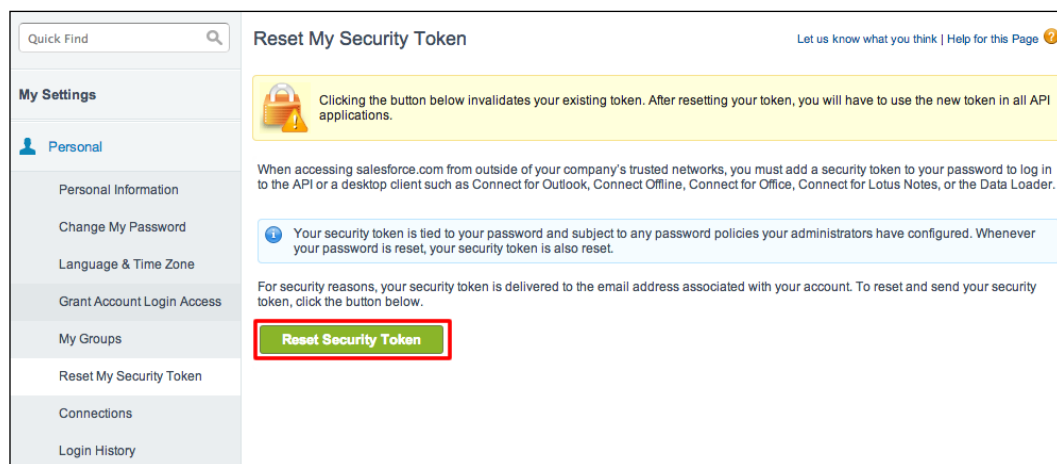 Quick Find
My Settings
Personal
Personal Information
Change My Password
Language & Time Zone
Grant Account Login Access
My Groups
Reset My Security Token
Connections
Login History
Reset My Security Token
Let us know what you think | Help for this Page ?
Clicking the button below invalidates your existing token. After resetting your token, you will have to use the new token in all API
applications.
When accessing salesforce.com from outside of your company's trusted networks, you must add a security token to your password to log in
to the API or a desktop client such as Connect for Outlook, Connect Offline, Connect for Office, Connect for Lotus Notes, or the Data Loader.
Your security token is tied to your password and subject to any password policies your administrators have configured. Whenever
your password is reset, your security token is also reset.
For security reasons, your security token is delivered to the email address associated with your account. To reset and send your security
token, click the button below.
Reset Security Token